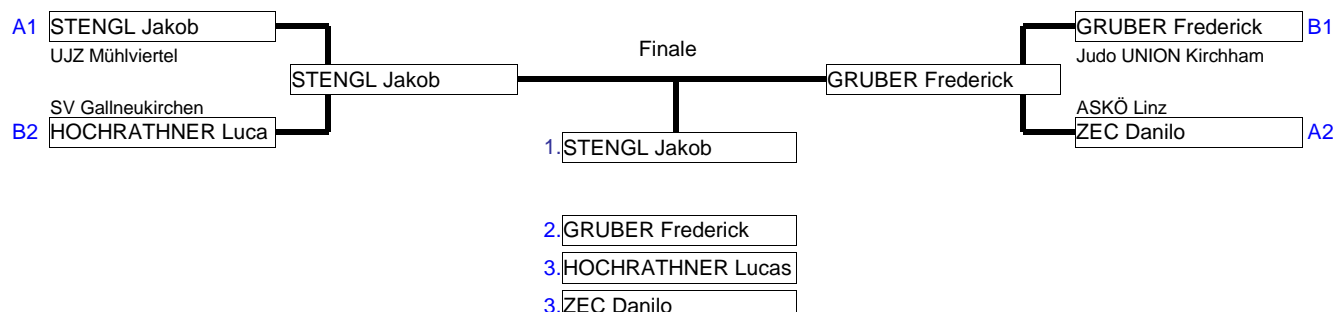 A1 STENGL Jakob
UJZ Mühlviertel
STENGL Jakob
SV Gallneukirchen
B2 HOCHRATHNER Luca
Finale
GRUBER Frederick B1
Judo UNION Kirchham
GRUBER Frederick
ASKÖ Linz
ZEC Danilo A2
1. STENGL Jakob
2. GRUBER Frederick
3. HOCHRATHNER Lucas
3. ZEC Danilo